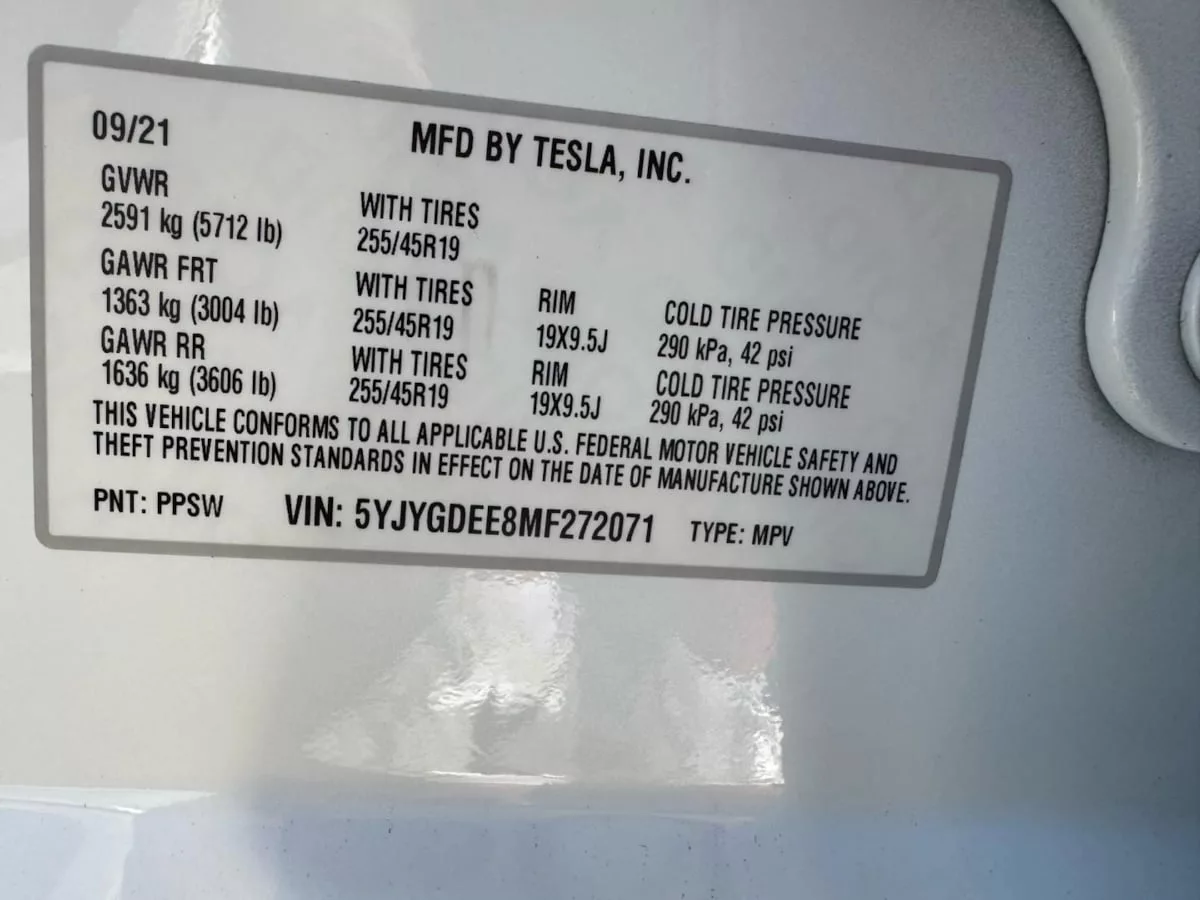 09/21 MFD BY TESLA, INC.
GVWR
2591 kg (5712 lb) WITH TIRES
255/45R19
GAWR FRT
1363 kg (3004 lb) WITH TIRES
255/45R19 RIM
19X9.5J COLD TIRE PRESSURE
290 kPa, 42 psi
GAWR RR
1636 kg (3606 lb) WITH TIRES
255/45R19 RIM
19X9.5J COLD TIRE PRESSURE
290 kPa, 42 psi
THIS VEHICLE CONFORMS TO ALL APPLICABLE U.S. FEDERAL MOTOR VEHICLE SAFETY AND
THEFT PREVENTION STANDARDS IN EFFECT ON THE DATE OF MANUFACTURE SHOWN ABOVE.
PNT: PPSW VIN: 5YJYGDEE8MF272071 TYPE: MPV